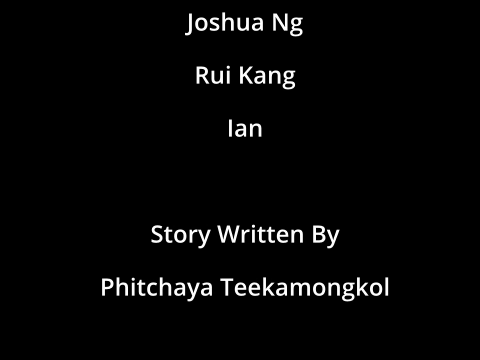 Joshua Ng
Rui Kang
Ian
Story Written By
Phitchaya Teekamongkol